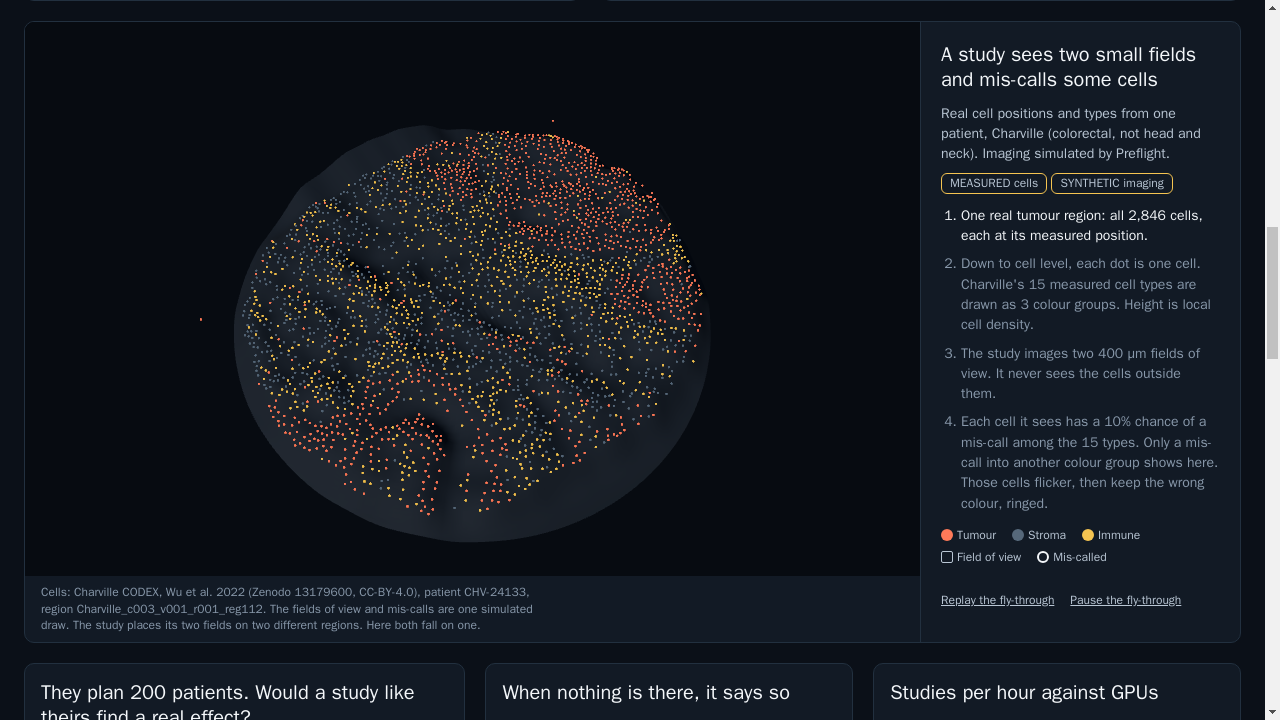 A study sees two small fields
and mis-calls some cells
Real cell positions and types from one
patient, Charville (colorectal, not head and
neck). Imaging simulated by Preflight.
MEASURED cells
SYNTHETIC imaging
1. One real tumour region: all 2,846 cells,
each at its measured position.
2. Down to cell level, each dot is one cell.
Charville's 15 measured cell types are
drawn as 3 colour groups. Height is local
cell density.
3. The study images two 400 µm fields of
view. It never sees the cells outside
them.
4. Each cell it sees has a 10% chance of a
mis-call among the 15 types. Only a mis-
call into another colour group shows here.
Those cells flicker, then keep the wrong
colour, ringed.
Tumour Stroma Immune
Field of view Mis-called
Replay the fly-through Pause the fly-through
Cells: Charville CODEX, Wu et al. 2022 (Zenodo 13179600, CC-BY-4.0), patient CHV-24133,
region Charville_c003_v001_r001_reg112. The fields of view and mis-calls are one simulated
draw. The study places its two fields on two different regions. Here both fall on one.
They plan 200 patients. Would a study like
theirs find a real effect?
When nothing is there, it says so
Studies per hour against GPUs